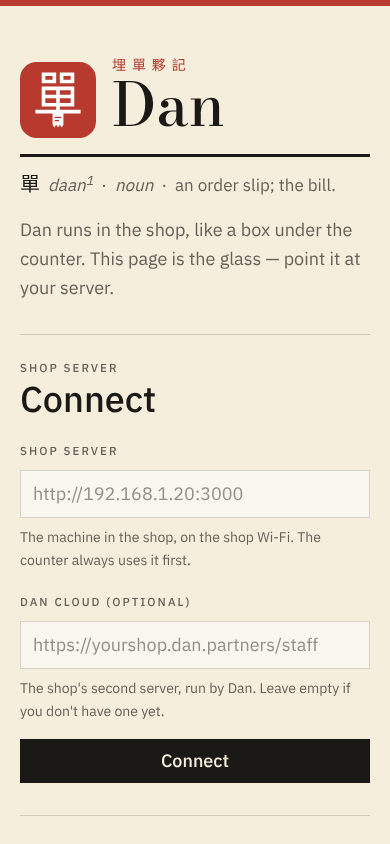 埋單夥記
單
Dan
單 daan1 · noun · an order slip; the bill.
Dan runs in the shop, like a box under the
counter. This page is the glass — point it at
your server.
SHOP SERVER
Connect
SHOP SERVER
http://192.168.1.20:3000
The machine in the shop, on the shop Wi-Fi. The
counter always uses it first.
DAN CLOUD (OPTIONAL)
https://yourshop.dan.partners/staff
The shop's second server, run by Dan. Leave empty if
you don't have one yet.
Connect